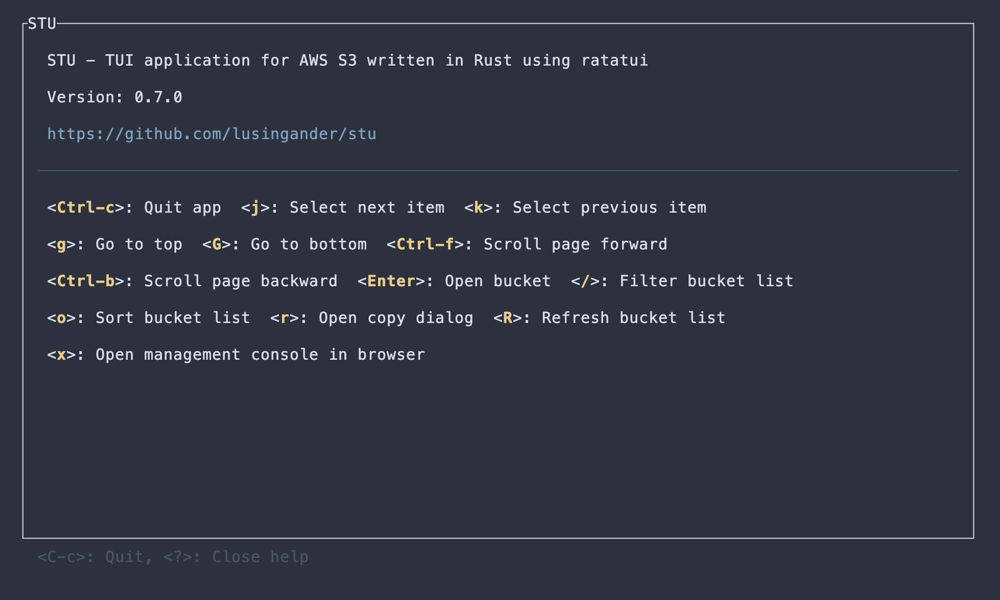 STU
STU – TUI application for AWS S3 written in Rust using ratatui
Version: 0.7.0
https://github.com/lusingander/stu
<Ctrl-c>: Quit app  <j>: Select next item  <k>: Select previous item
<g>: Go to top  <G>: Go to bottom  <Ctrl-f>: Scroll page forward
<Ctrl-b>: Scroll page backward  <Enter>: Open bucket  </>: Filter bucket list
<o>: Sort bucket list  <r>: Open copy dialog  <R>: Refresh bucket list
<x>: Open management console in browser
<C-c>: Quit, <?>: Close help